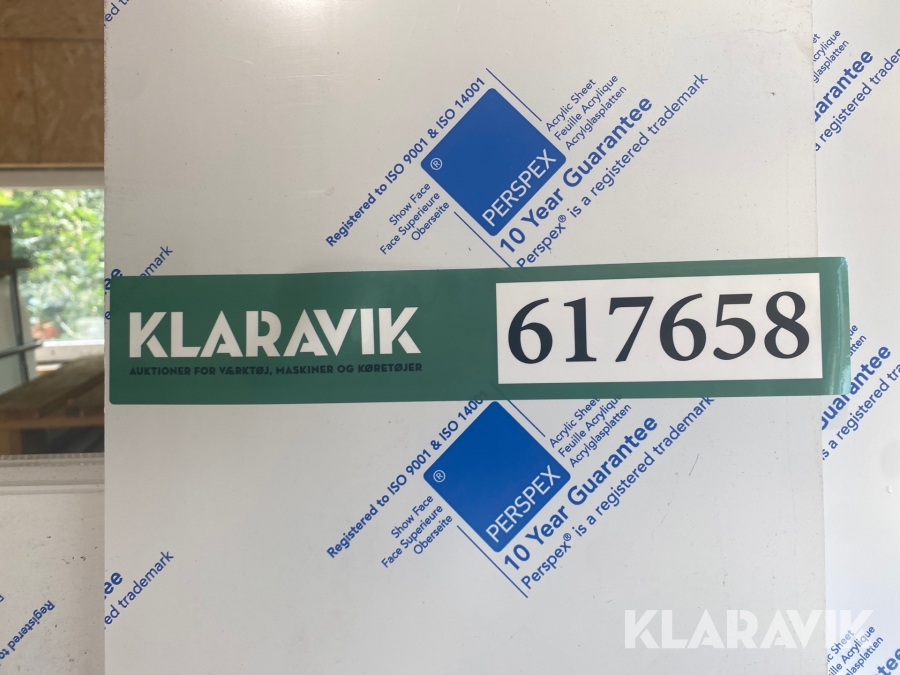 Registered to ISO 9001 & ISO 14001
Show Face
Face Superieure
Oberseite
®
PERSPEX
Acrylic Sheet
Feuille Acrylique
Acrylglasplatten
10 Year Guarantee
Perspex® is a registered trademark
KLARAVIK
AUKTIONER FOR VÆRKTØJ, MASKINER OG KØRETØJER
617658
Registered to ISO 9001 & ISO 1400
Show Face
Face Superieure
Oberseite
®
PERSPEX
Acrylic Sheet
Feuille Acrylique
Acrylglasplatten
10 Year Guarantee
Perspex® is a registered trademark
ed trademark
Registered
KLARAVIK